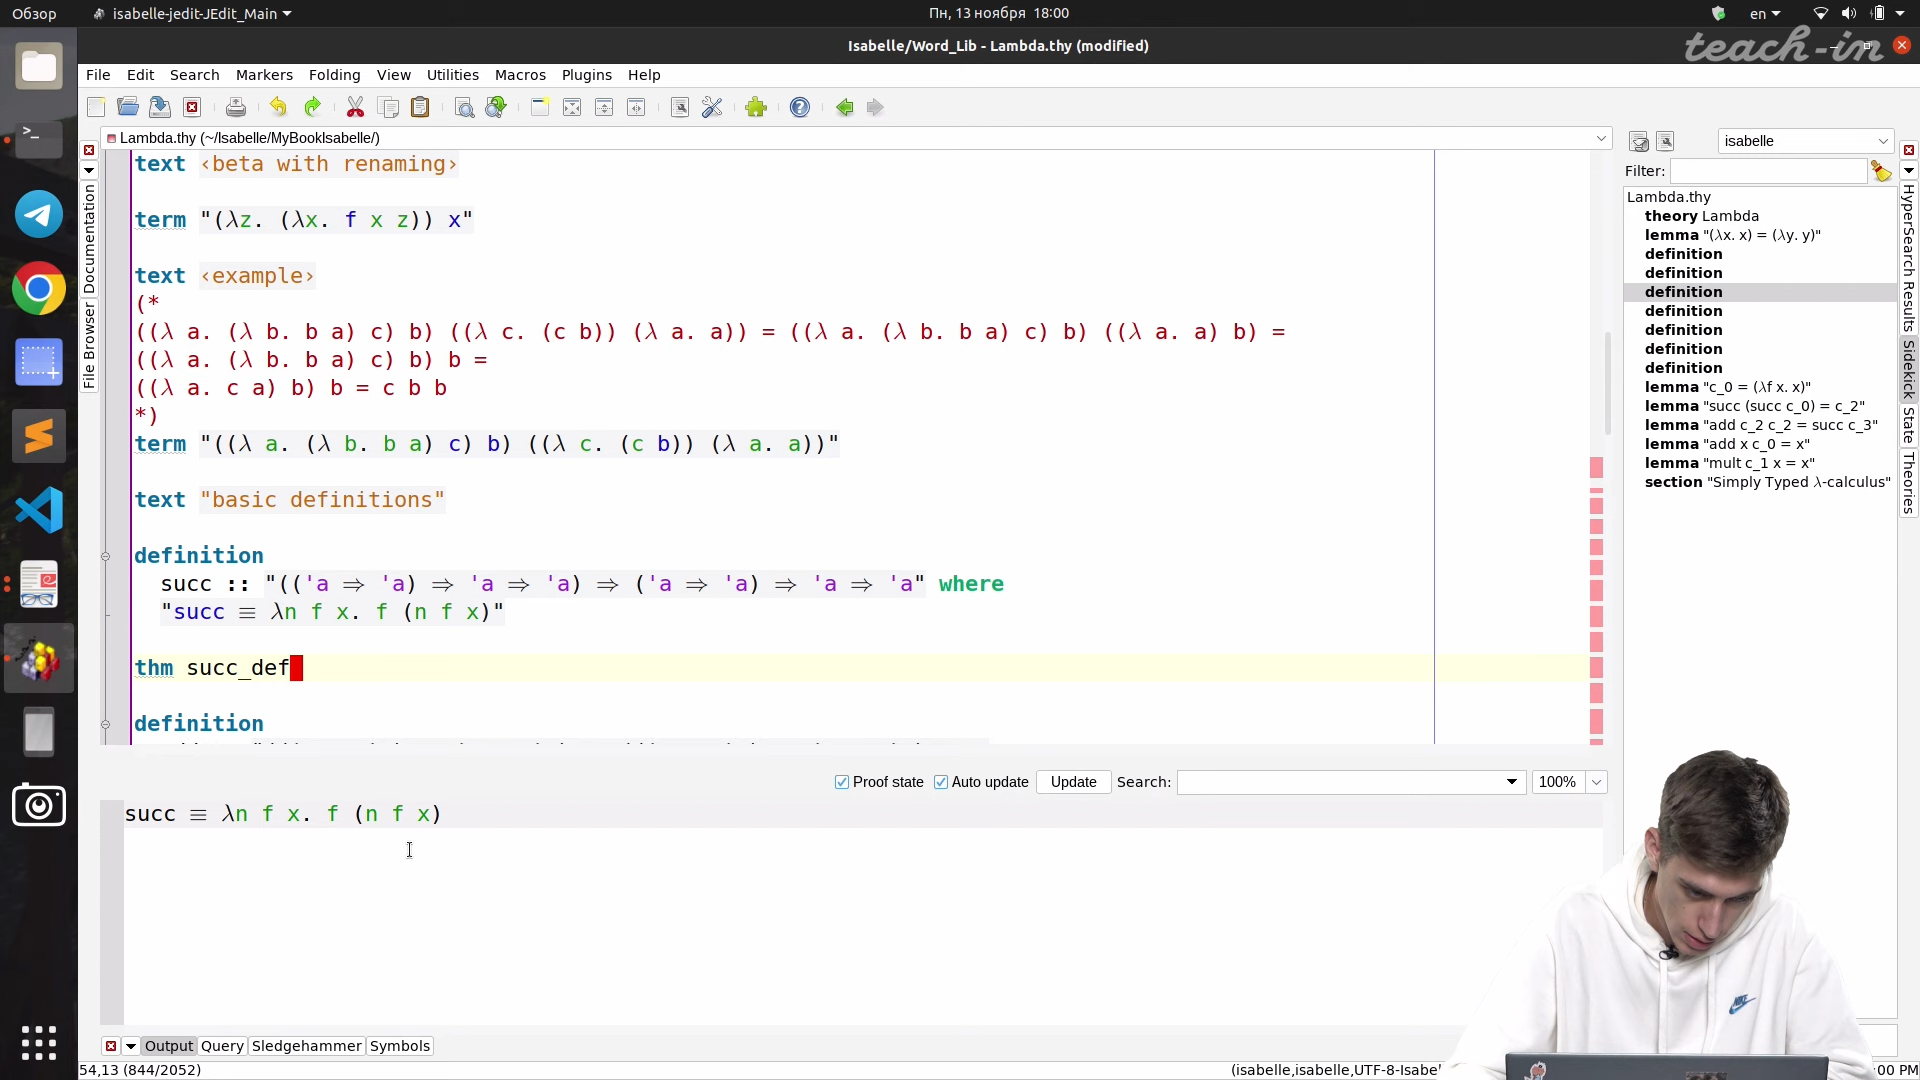 Обзор
isabelle-jedit-JEdit_Main
Пн, 13 ноября 18:00
en
Isabelle/Word_Lib - Lambda.thy (modified)
teach-in
File Edit Search Markers Folding View Utilities Macros Plugins Help
Lambda.thy (~/Isabelle/MyBookIsabelle/)
text ‹beta with renaming›
term "(λz. (λx. f x z)) x"
text ‹example›
(*
((λ a. (λ b. b a) c) b) ((λ c. (c b)) (λ a. a)) = ((λ a. (λ b. b a) c) b) ((λ a. a) b) =
((λ a. (λ b. b a) c) b) b =
((λ a. c a) b) b = c b b
*)
term "((λ a. (λ b. b a) c) b) ((λ c. (c b)) (λ a. a))"
text "basic definitions"
definition
succ :: "(('a ⇒ 'a) ⇒ 'a ⇒ 'a) ⇒ ('a ⇒ 'a) ⇒ 'a ⇒ 'a" where
"succ ≡ λn f x. f (n f x)"
thm succ_def
definition
Documentation
File Browser
isabelle
Filter:
Lambda.thy
theory Lambda
lemma "(λx. x) = (λy. y)"
definition
definition
definition
definition
definition
definition
definition
lemma "c_0 = (λf x. x)"
lemma "succ (succ c_0) = c_2"
lemma "add c_2 c_2 = succ c_3"
lemma "add x c_0 = x"
lemma "mult c_1 x = x"
section "Simply Typed λ-calculus"
HyperSearch Results
Sidekick
State
Theories
Proof state Auto update Update Search: 100%
succ ≡ λn f x. f (n f x)
Output Query Sledgehammer Symbols
54,13 (844/2052)
(isabelle,isabelle,UTF-8-Isabel
00 PM